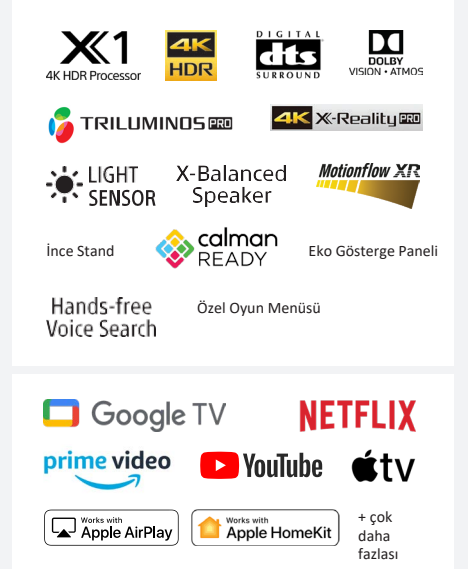 X1
4K HDR Processor
4K
HDR
DIGITAL
dts
SURROUND
DOLBY
VISION • ATMOS
TRILUMINOS PRO
4K X-Reality PRO
LIGHT
SENSOR
X-Balanced
Speaker
Motionflow XR
İnce Stand
calman
READY
Eko Gösterge Paneli
Hands-free
Voice Search
Özel Oyun Menüsü
Google TV
NETFLIX
prime video
YouTube
tv
Works with
Apple AirPlay
Works with
Apple HomeKit
+ çok
daha
fazlası